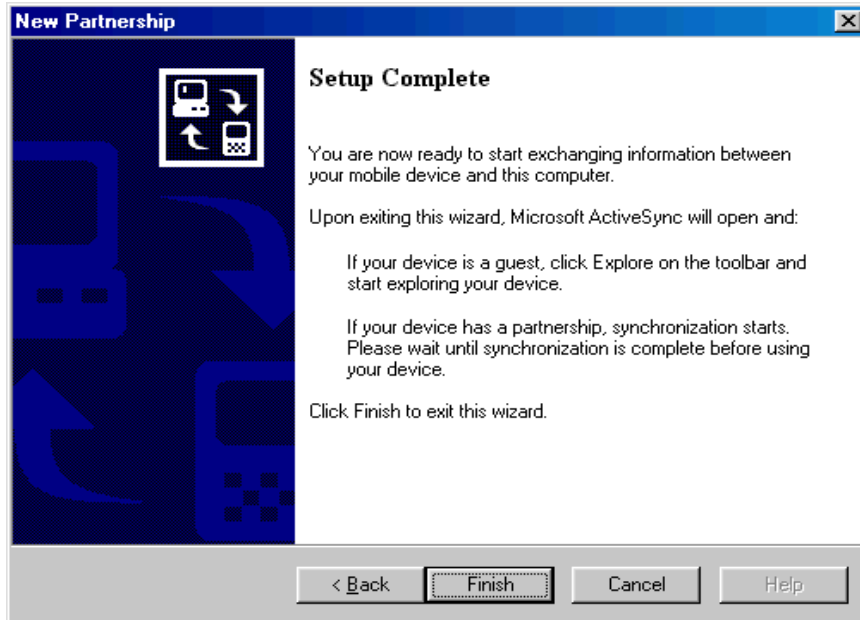 New Partnership
Setup Complete
You are now ready to start exchanging information between
your mobile device and this computer.
Upon exiting this wizard, Microsoft ActiveSync will open and:
If your device is a guest, click Explore on the toolbar and
start exploring your device.
If your device has a partnership, synchronization starts.
Please wait until synchronization is complete before using
your device.
Click Finish to exit this wizard.
< Back Finish Cancel Help